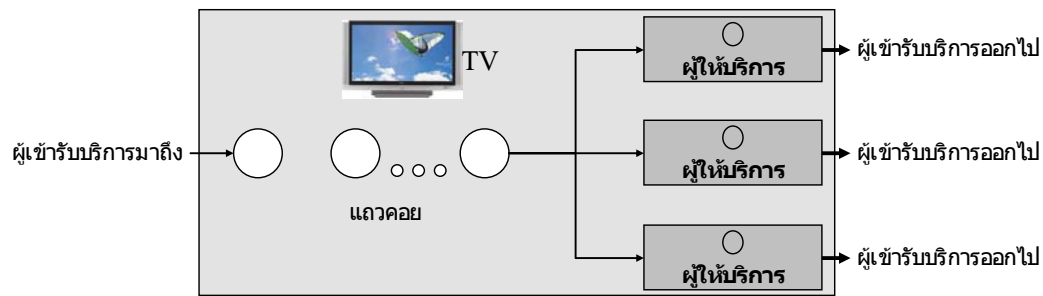 TV
ผู้ให้บริการ
ผู้เข้ารับบริการออกไป
ผู้เข้ารับบริการมาถึง
ผู้ให้บริการ
ผู้เข้ารับบริการออกไป
แถวคอย
ผู้ให้บริการ
ผู้เข้ารับบริการออกไป